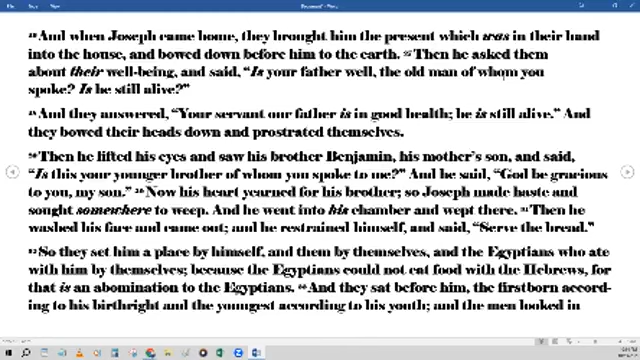 And when Joseph came home, they brought him the present which was in their hand
into the house, and bowed down before him to the earth. Then he asked them
about their well-being, and said, “Is your father well, the old man of whom you
spoke? Is he still alive?”
And they answered, “Your servant our father is in good health; he is still alive.” And
they bowed their heads down and prostrated themselves.
Then he lifted his eyes and saw his brother Benjamin, his mother’s son, and said,
“Is this your younger brother of whom you spoke to me?” And he said, “God be gracious
to you, my son.” Now his heart yearned for his brother; so Joseph made haste and
sought somewhere to weep. And he went into his chamber and wept there. Then he
washed his face and came out; and he restrained himself, and said, “Serve the bread.”
So they set him a place by himself, and them by themselves, and the Egyptians who ate
with him by themselves; because the Egyptians could not eat food with the Hebrews, for
that is an abomination to the Egyptians. And they sat before him, the firstborn accord-
ing to his birthright and the youngest according to his youth; and the men looked in